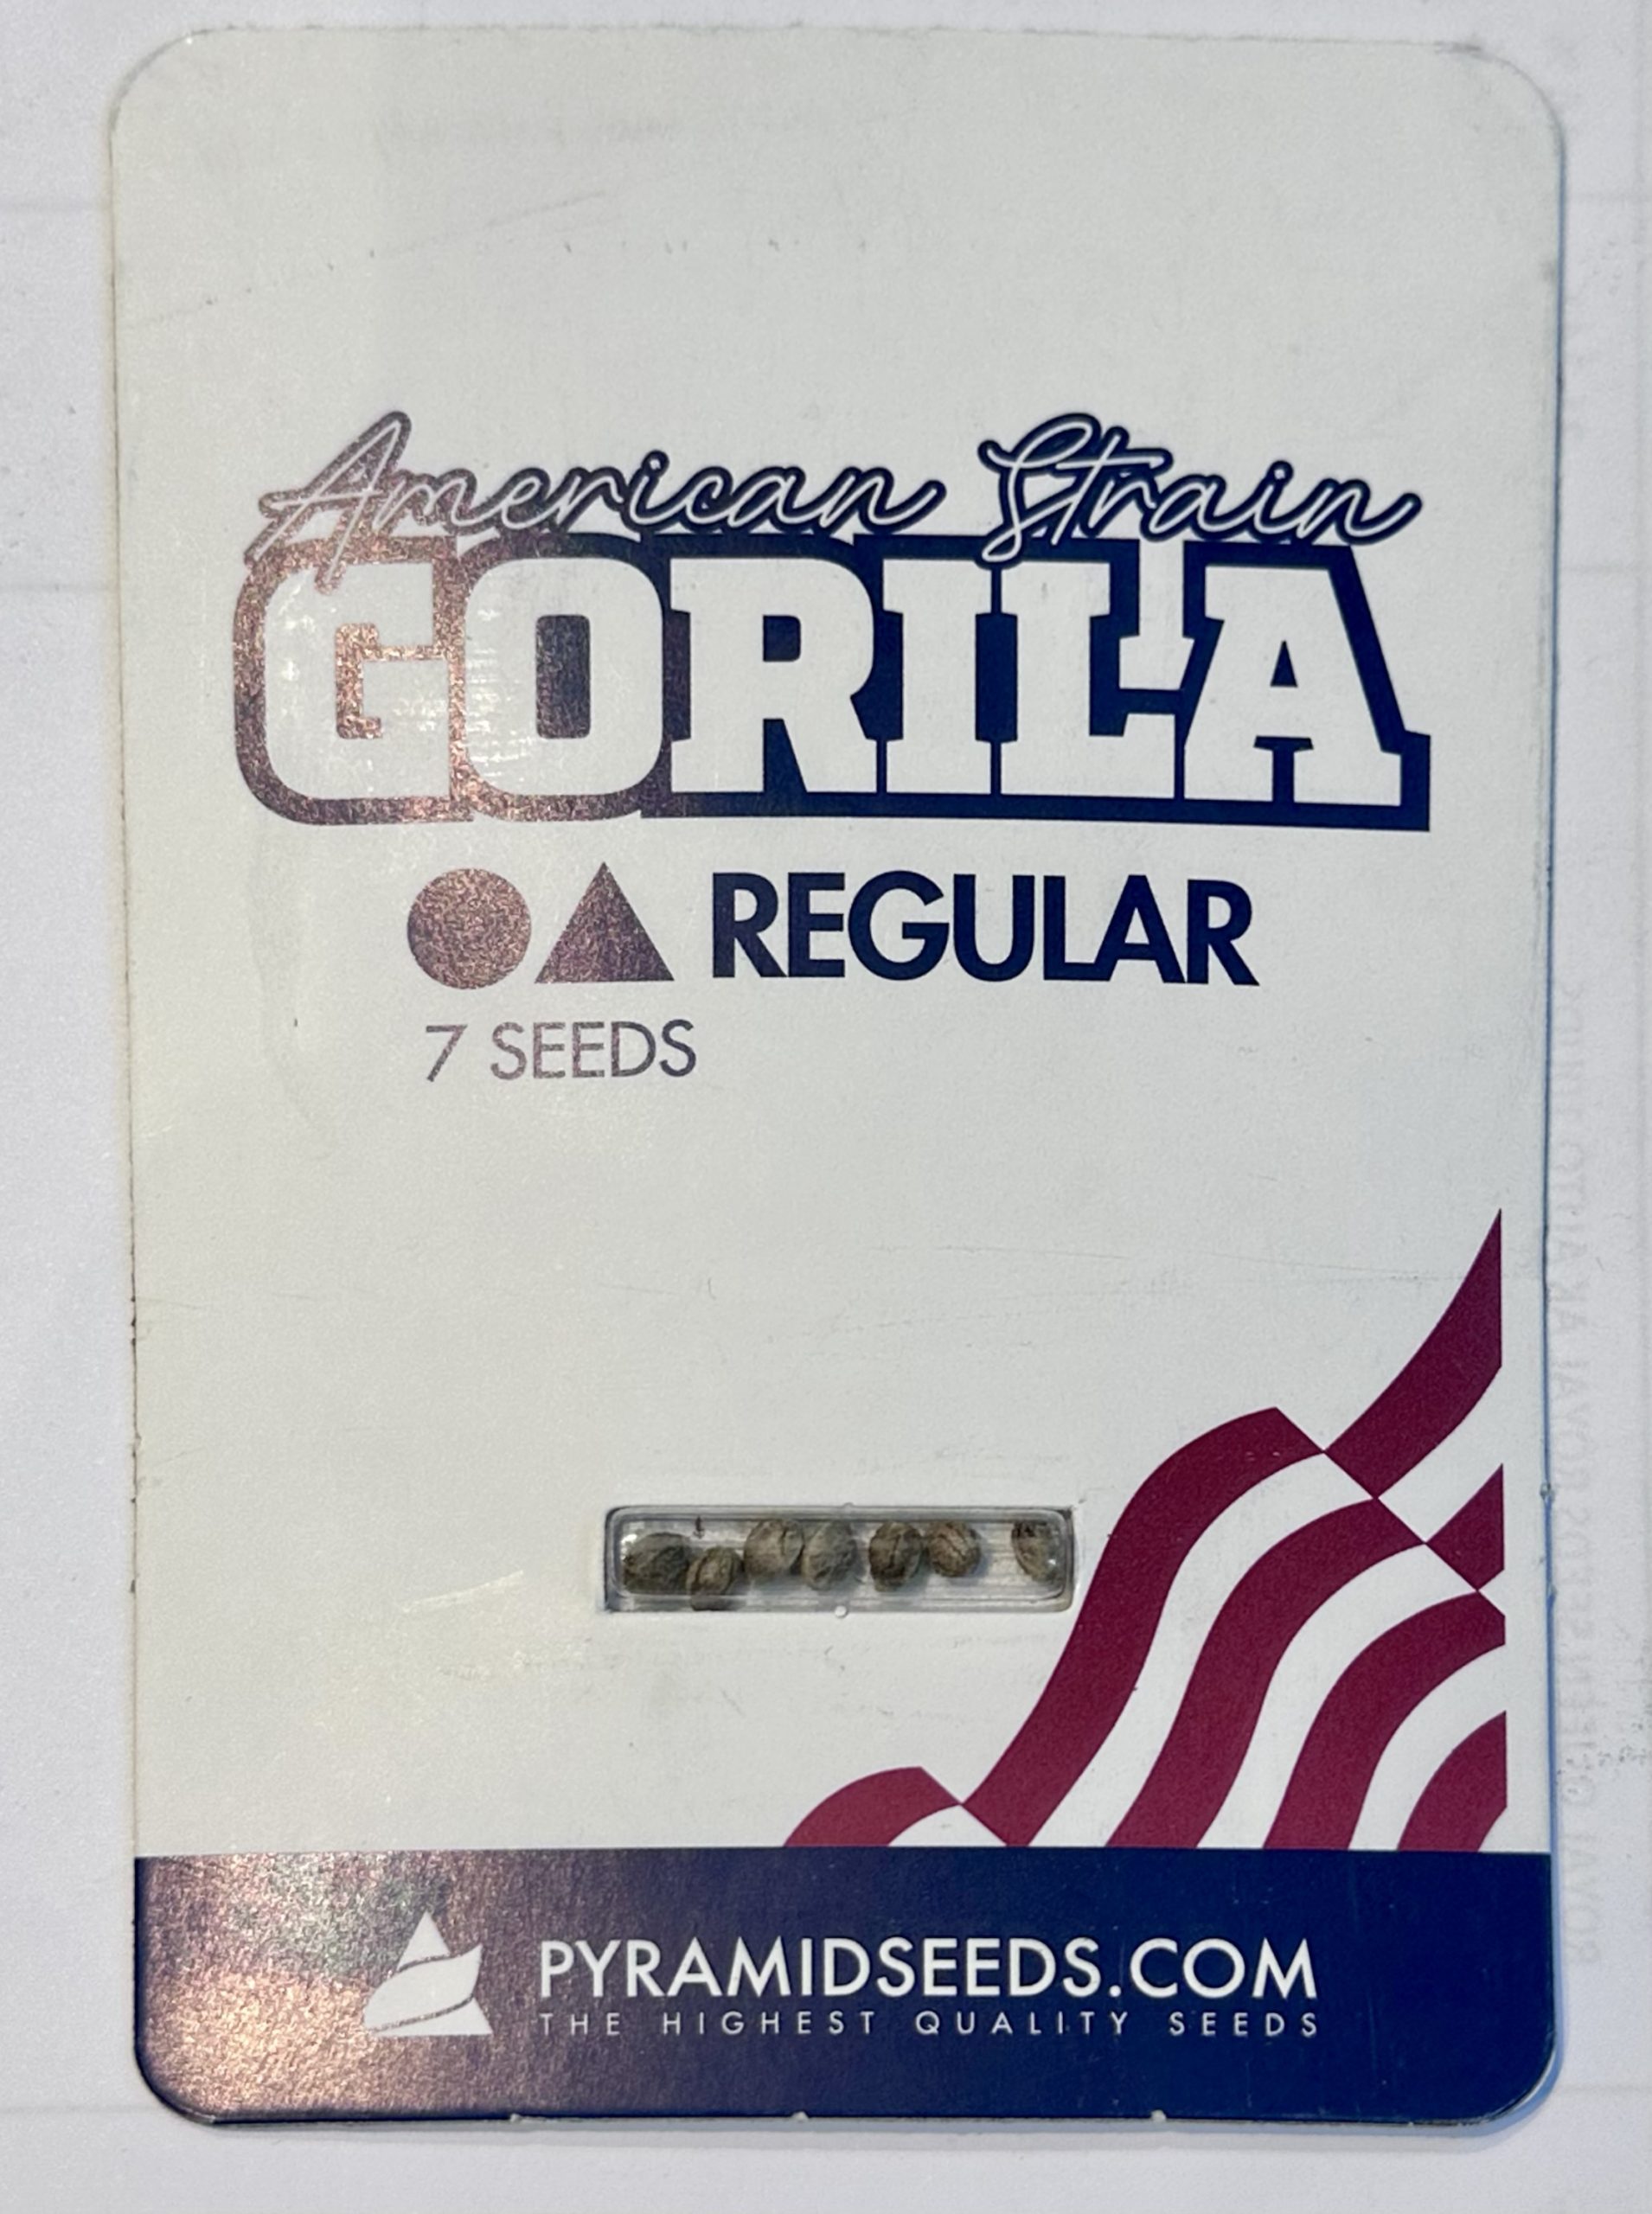 American Strain
GORILA
REGULAR
7 SEEDS
PYRAMIDSEEDS.COM
THE HIGHEST QUALITY SEEDS